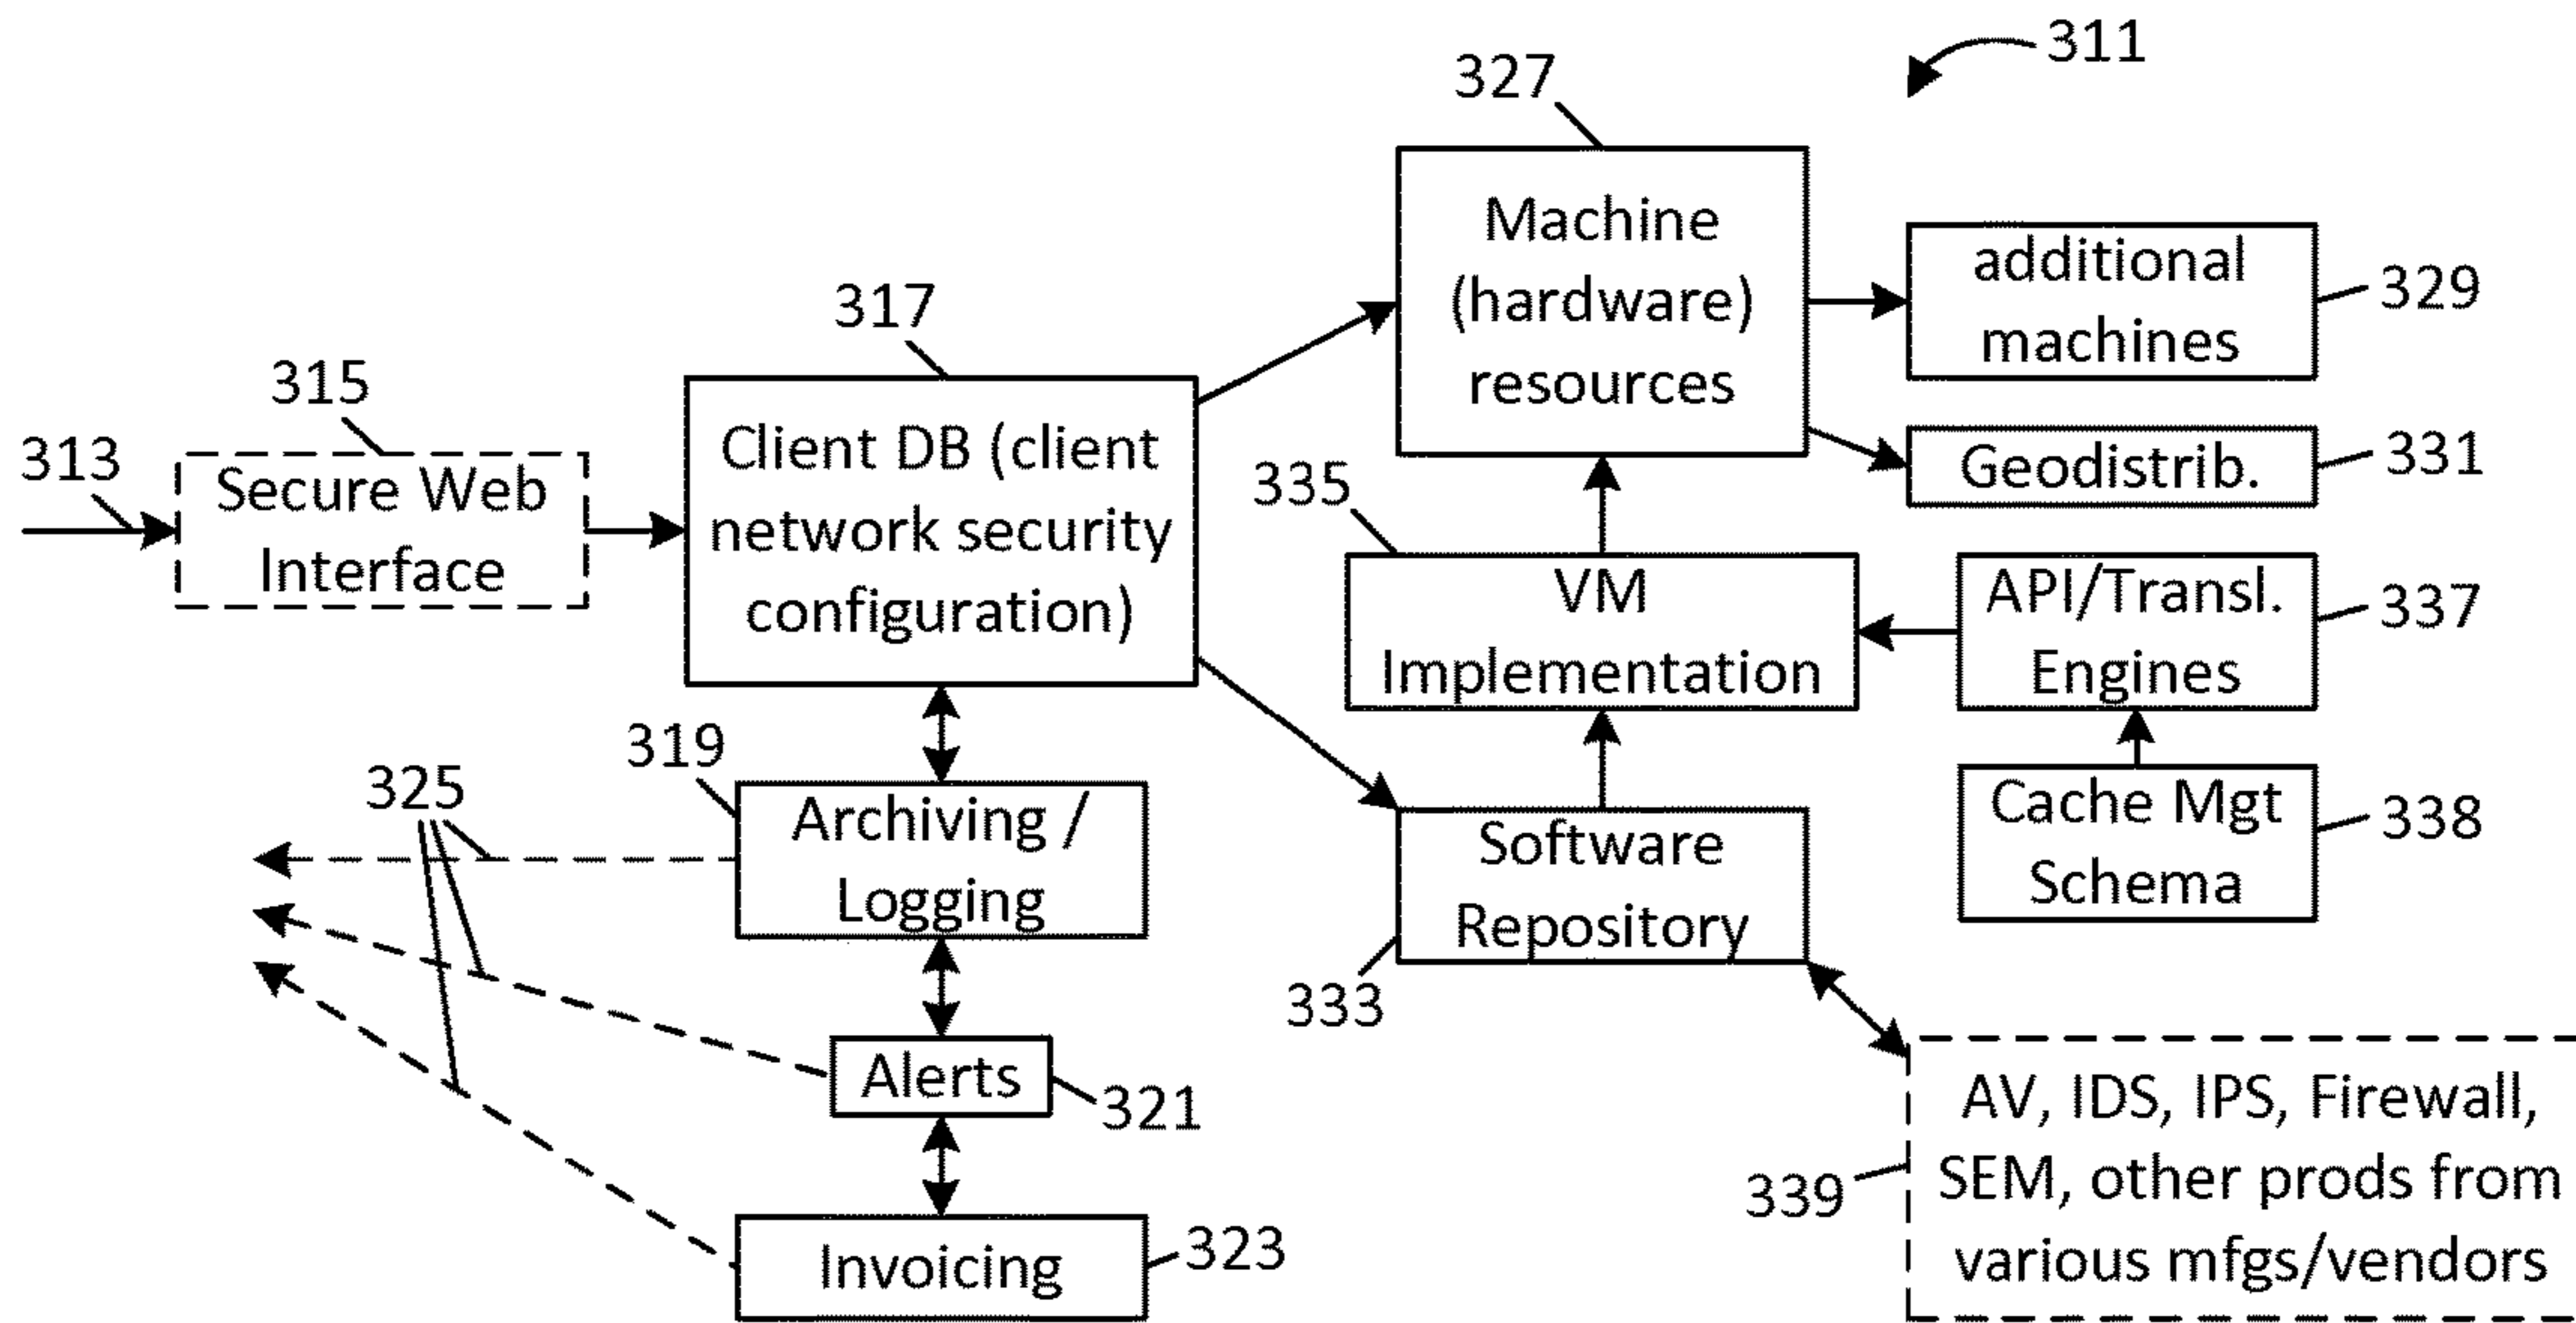 311
327
Machine
(hardware)
resources
additional
machines
329
317
Client DB (client
network security
configuration)
315
313
Secure Web
Interface
Geodistrib.
331
335
VM
Implementation
API/Transl.
Engines
337
319
Archiving /
Logging
325
Software
Repository
333
Cache Mgt
Schema
338
Alerts
321
Invoicing
323
AV, IDS, IPS, Firewall,
SEM, other prods from
various mfgs/vendors
339